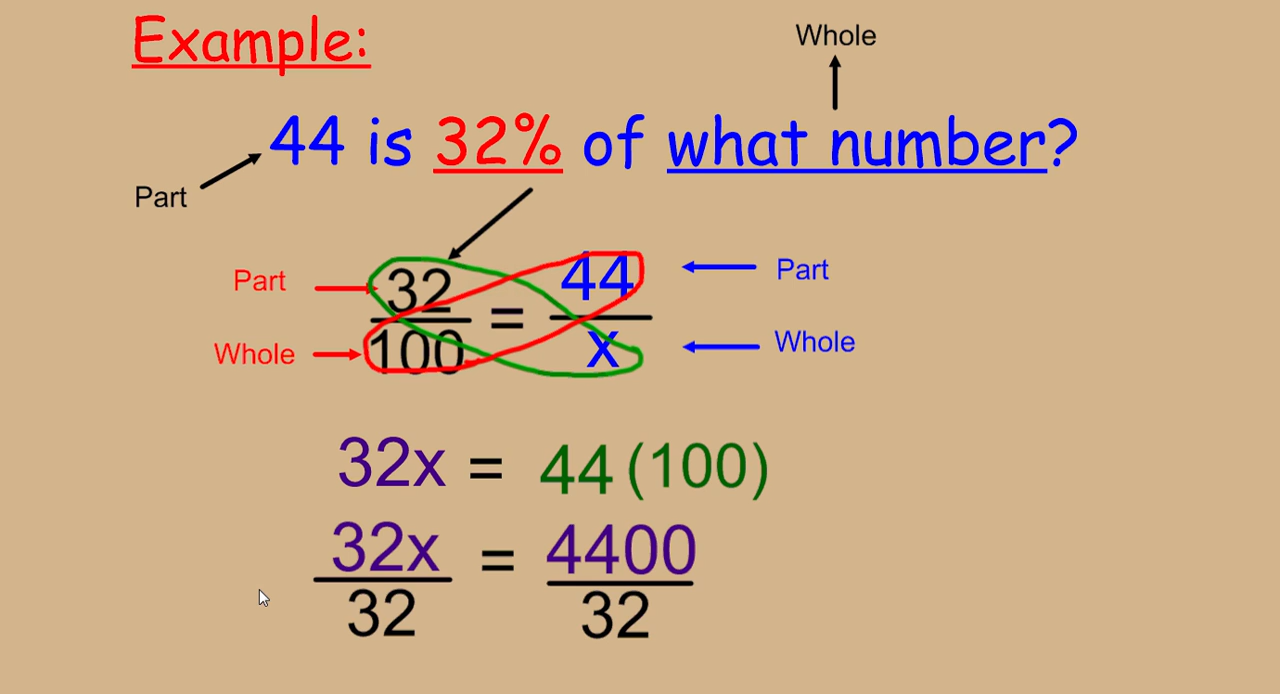 Example:
Whole
44 is 32% of what number?
Part
Part 32 = 44 Part
Whole 100 x Whole
32x = 44 (100)
32x = 4400
32 32